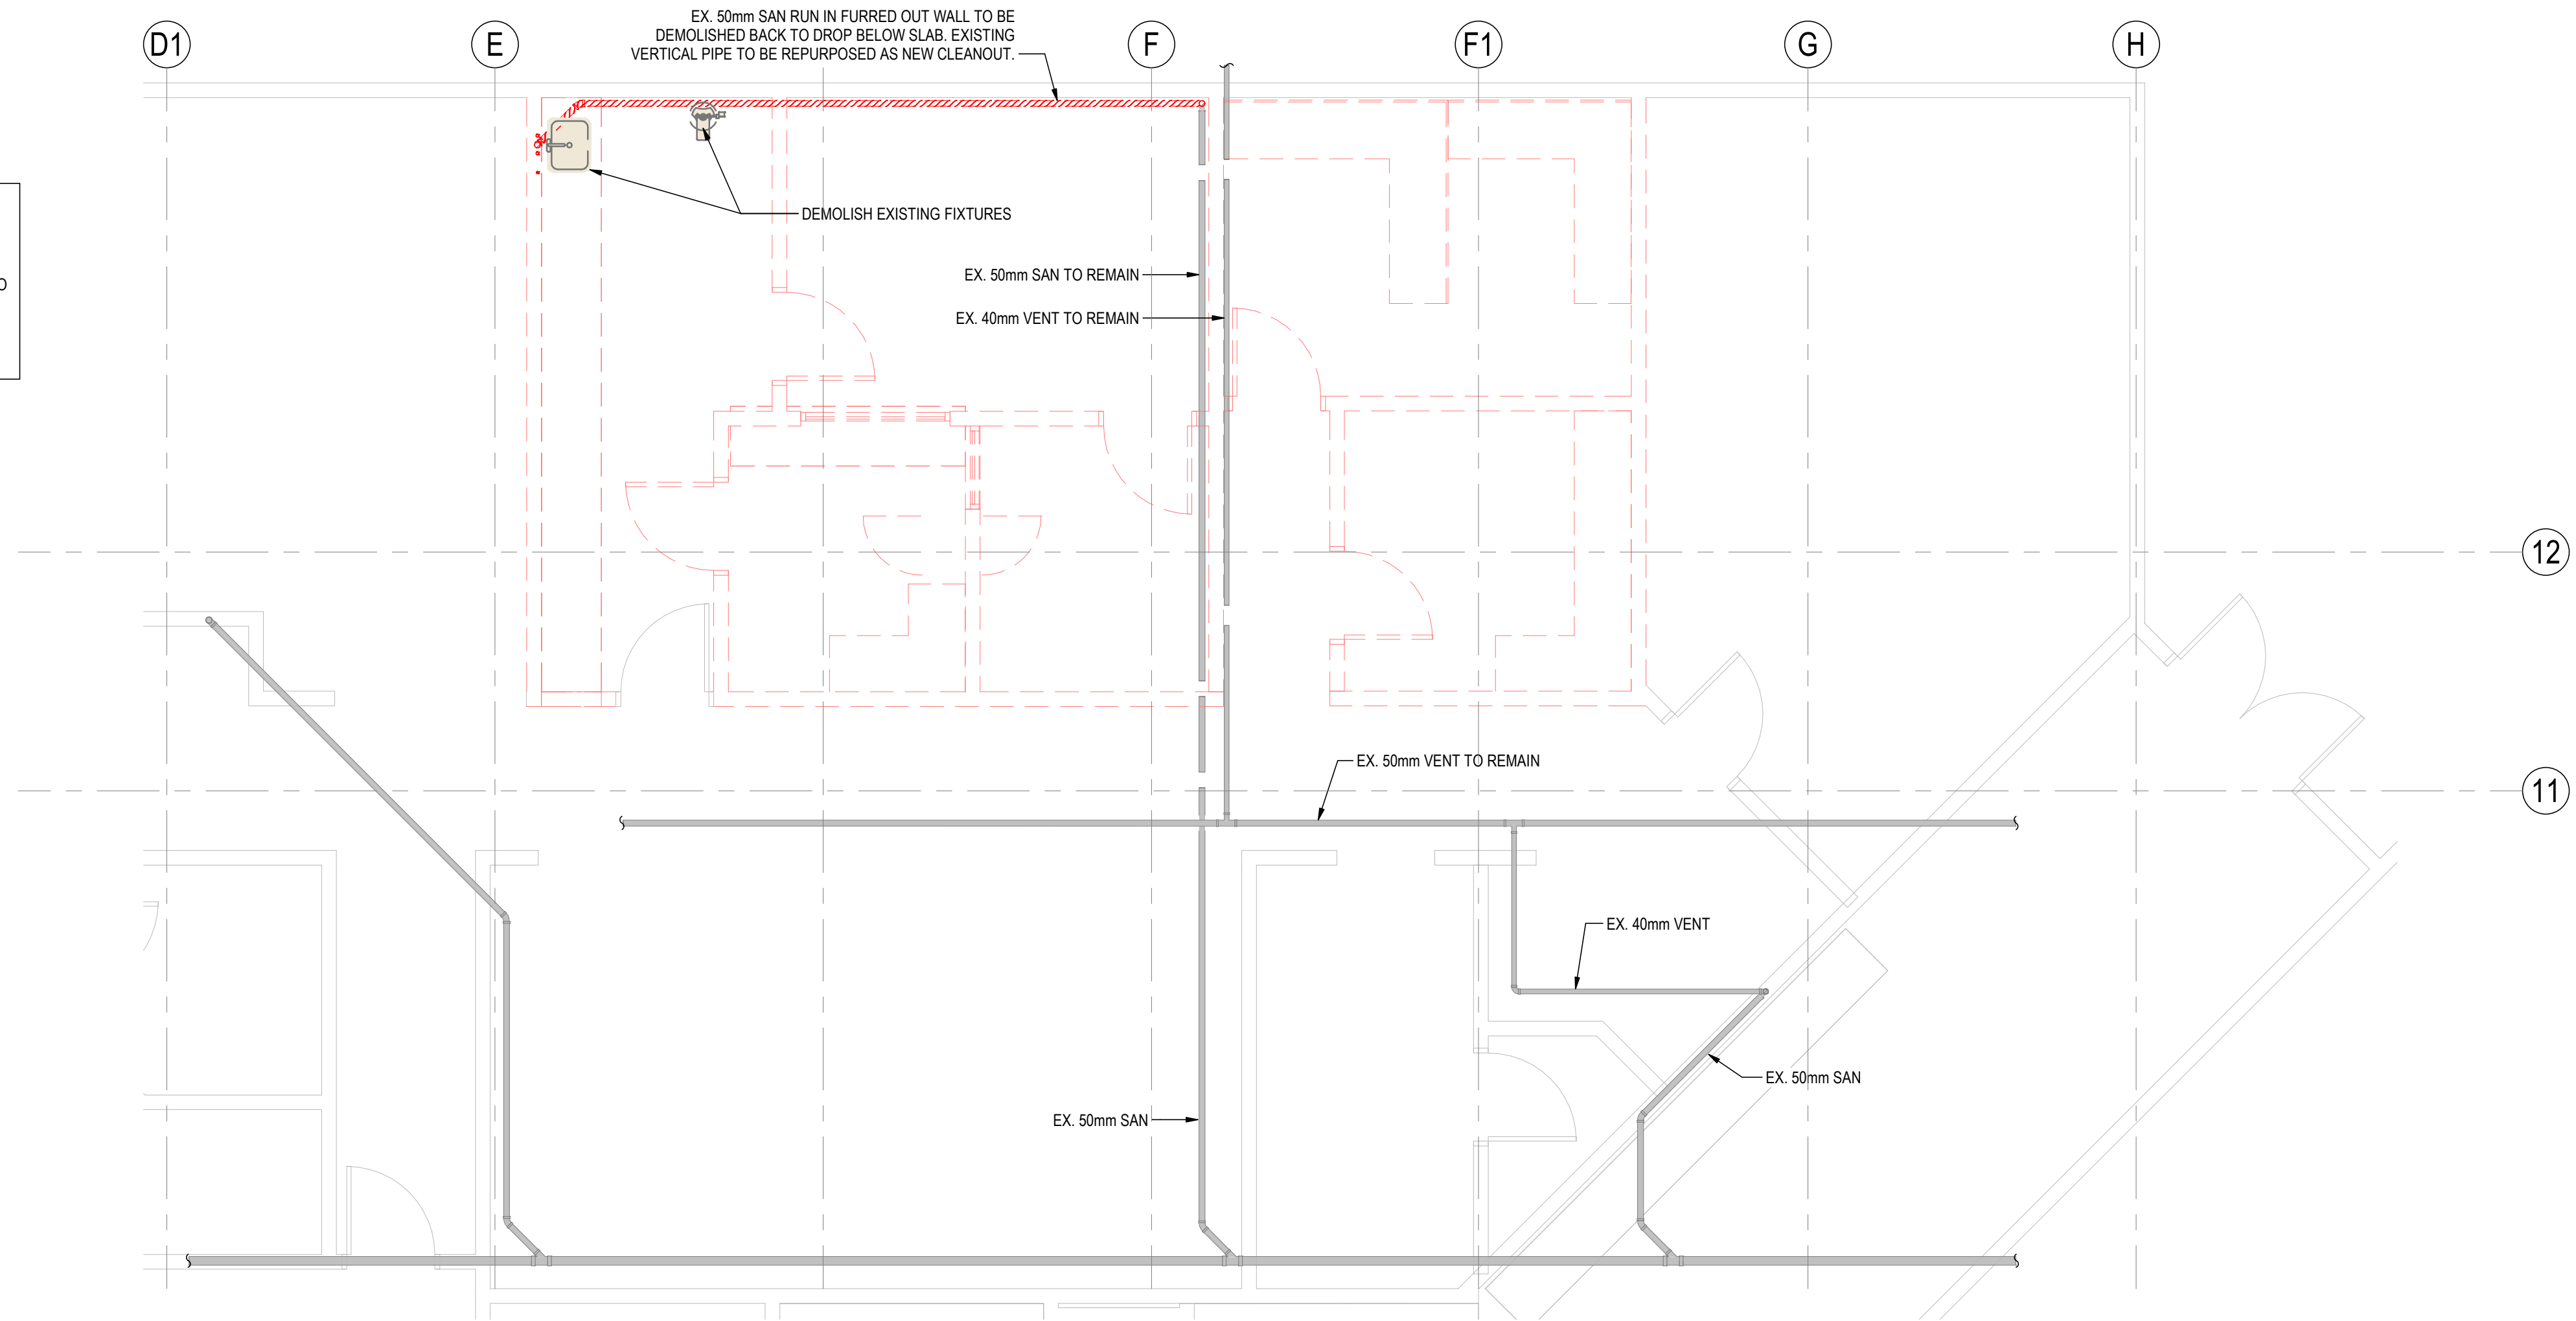 EX. 50mm SAN RUN IN FURRED OUT WALL TO BE
DEMOLISHED BACK TO DROP BELOW SLAB. EXISTING
VERTICAL PIPE TO BE REPURPOSED AS NEW CLEANOUT.
D1
E
F
F1
G
H
DEMOLISH EXISTING FIXTURES
EX. 50mm SAN TO REMAIN
O
EX. 40mm VENT TO REMAIN
12
EX. 50mm VENT TO REMAIN
11
EX. 40mm VENT
EX. 50mm SAN
EX. 50mm SAN